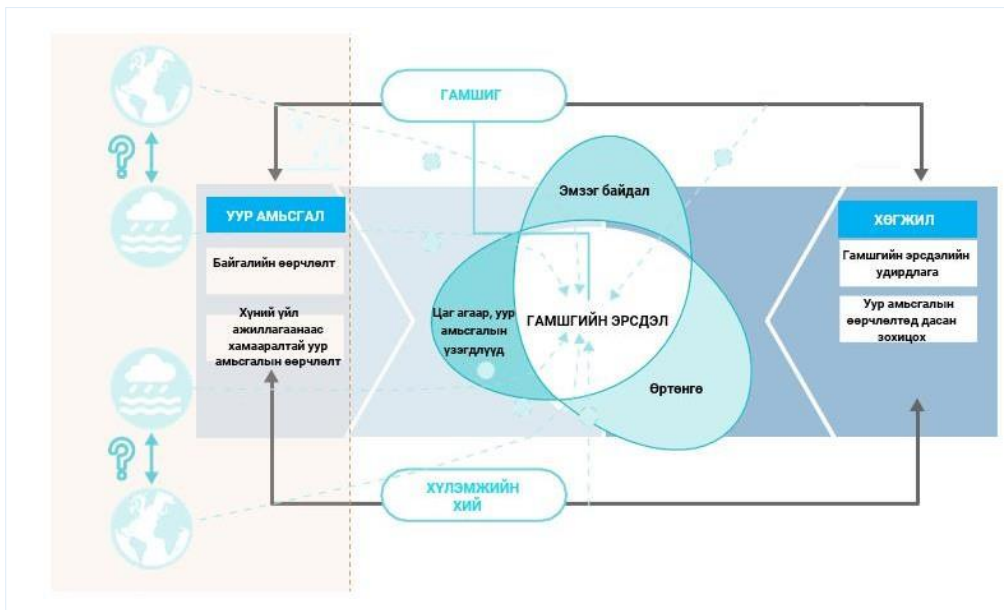 ГАМШИГ
Эмзэг байдал
УУР АМЬСГАЛ
Байгалийн өөрчлөлт
Хүний үйл
ажиллагаанаас
хамааралтай уур
амьсгалын өөрчлөлт
Цаг агаар, уур
амьсгалын
үзэгдлүүд
ГАМШГИЙН ЭРСДЭЛ
Өртөнгө
ХӨГЖИЛ
Гамшгийн эрсдэлийн
удирдлага
Уур амьсгалын
өөрчлөлтөд дасан
зохицох
ХҮЛЭМЖИЙН
ХИЙ